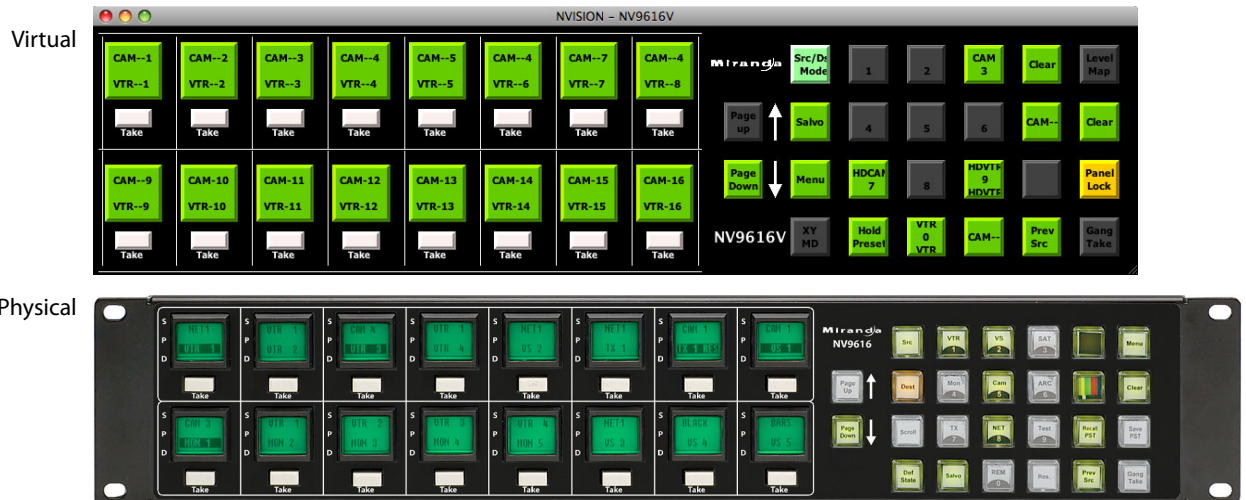 NVISION – NV9616V
Virtual
CAM--1 CAM--2 CAM--3 CAM--4 CAM--5 CAM--4 CAM--7 CAM--4
VTR--1 VTR--2 VTR--3 VTR--4 VTR--5 VTR--6 VTR--7 VTR--8
Take Take Take Take Take Take Take Take
CAM--9 CAM-10 CAM-11 CAM-12 CAM-13 CAM-14 CAM-15 CAM-16
VTR--9 VTR-10 VTR-11 VTR-12 VTR-13 VTR-14 VTR-15 VTR-16
Take Take Take Take Take Take Take Take
Miranda Src/Ds Mode 1 2 CAM 3 Clear Level Map
Page up Salvo 4 5 6 CAM-- Clear
Page Down Menu HDCAM 7 8 HDVTR 9 HDVTR Panel Lock
NV9616V XY MD Hold Preset VTR 0 VTR CAM-- Prev Src Gang Take
Physical
S P D NET1 VTR 1 S P D VTR 1 VTR 2 S P D CAM 4 VTR 3 S P D VTR 1 VTR 4 S P D NET1 VS 2 S P D NET1 TX 1 S P D CAM 1 TX 1 RES S P D CAM 1 VS 1
Take Take Take Take Take Take Take Take
S P D CAM 3 MON 1 S P D VTR 1 MON 2 S P D VTR 2 MON 3 S P D VTR 3 MON 4 S P D VTR 4 MON 5 S P D NET1 VS 3 S P D BLACK VS 4 S P D BARS VS 5
Take Take Take Take Take Take Take Take
Miranda
NV9616
Src VTR 1 VS 2 SAT 3 Menu
Page Up Dest Mon 4 Cam 5 ARC 6 Clear
Page Down Scroll TX 7 NET 8 Test 9 Recall PST Save PST
Def State Salvo REM 0 Res. Prev Src Gang Take